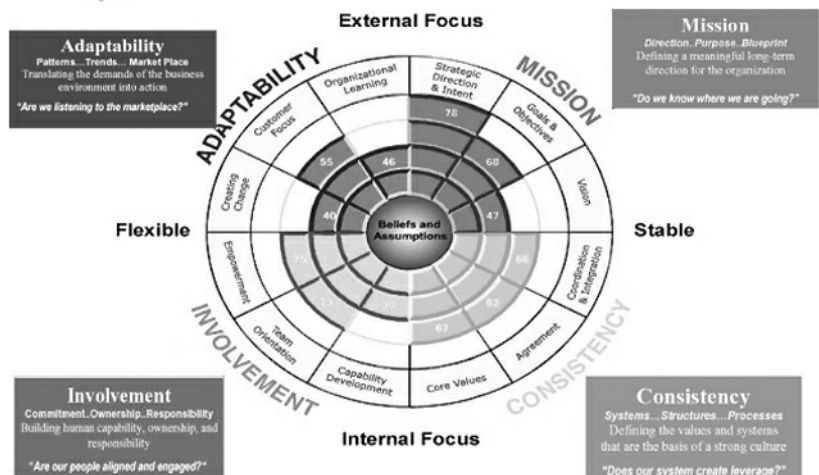 External Focus
Adaptability
Patterns...Trends... Market Place
Translating the demands of the business
environment into action
"Are we listening to the marketplace?"
Mission
Direction..Purpose..Blueprint
Defining a meaningful long-term
direction for the organization
"Do we know where we are going?"
ADAPTABILITY
MISSION
Organizational
Learning
Strategic
Direction
& Intent
Customer
Focus
Goals &
Objectives
Creating
Change
Vision
78
55
46
68
40
47
Flexible
Beliefs and
Assumptions
Stable
Empowerment
Coordination
& Integration
75
66
73
39
62
67
Team
Orientation
Agreement
Capability
Development
Core Values
INVOLVEMENT
CONSISTENCY
Involvement
Commitment..Ownership..Responsibility
Building human capability, ownership, and
responsibility
"Are our people aligned and engaged?"
Internal Focus
Consistency
Systems...Structures...Processes
Defining the values and systems
that are the basis of a strong culture
"Does our system create leverage?"